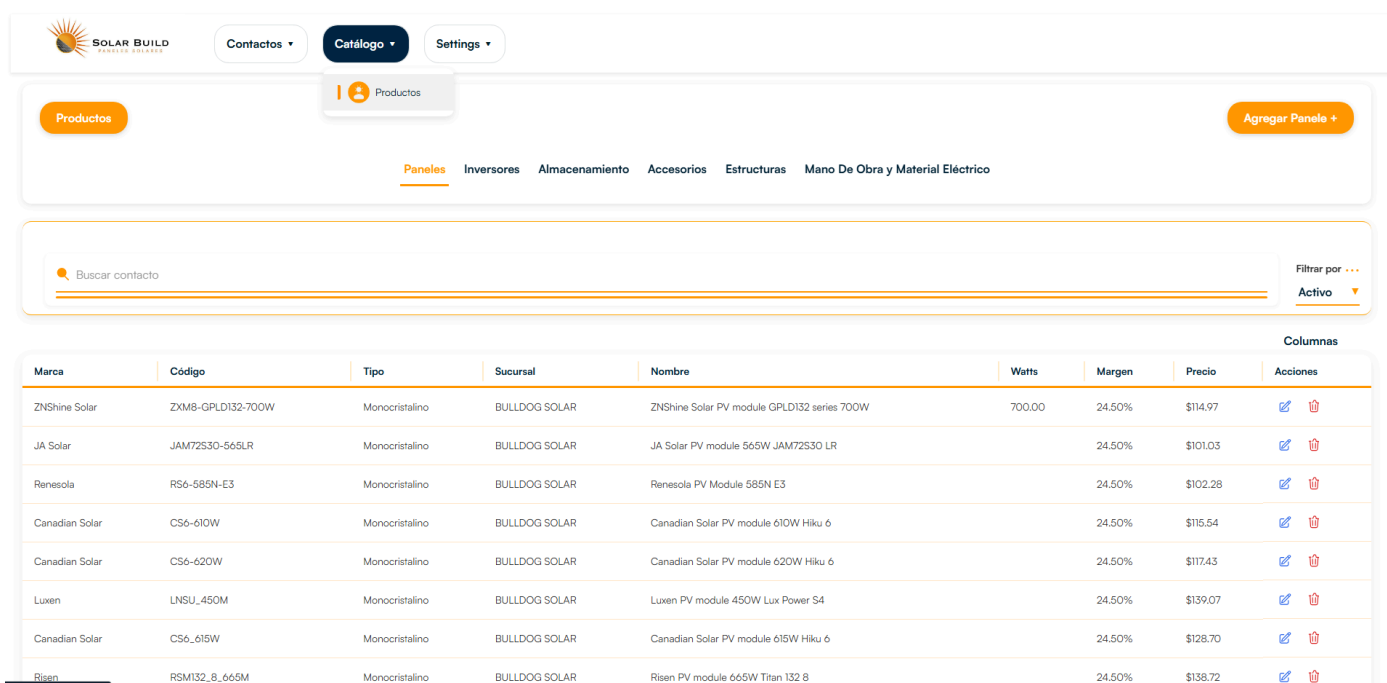 SOLAR BUILD
PANELES SOLARES
Contactos ▾ Catálogo ▾ Settings ▾
Productos
Productos Agregar Panele +
Paneles Inversores Almacenamiento Accesorios Estructuras Mano De Obra y Material Eléctrico
Buscar contacto
Filtrar por ...
Activo ▼
Columnas
Marca Código Tipo Sucursal Nombre Watts Margen Precio Acciones
ZNShine Solar ZXM8-GPLD132-700W Monocristalino BULLDOG SOLAR ZNShine Solar PV module GPLD132 series 700W 700.00 24.50% $114.97
JA Solar JAM72S30-565LR Monocristalino BULLDOG SOLAR JA Solar PV module 565W JAM72S30 LR 24.50% $101.03
Renesola RS6-585N-E3 Monocristalino BULLDOG SOLAR Renesola PV Module 585N E3 24.50% $102.28
Canadian Solar CS6-610W Monocristalino BULLDOG SOLAR Canadian Solar PV module 610W Hiku 6 24.50% $115.54
Canadian Solar CS6-620W Monocristalino BULLDOG SOLAR Canadian Solar PV module 620W Hiku 6 24.50% $117.43
Luxen LNSU_450M Monocristalino BULLDOG SOLAR Luxen PV module 450W Lux Power S4 24.50% $139.07
Canadian Solar CS6_615W Monocristalino BULLDOG SOLAR Canadian Solar PV module 615W Hiku 6 24.50% $128.70
Risen RSM132_8_665M Monocristalino BULLDOG SOLAR Risen PV module 665W Titan 132 8 24.50% $138.72